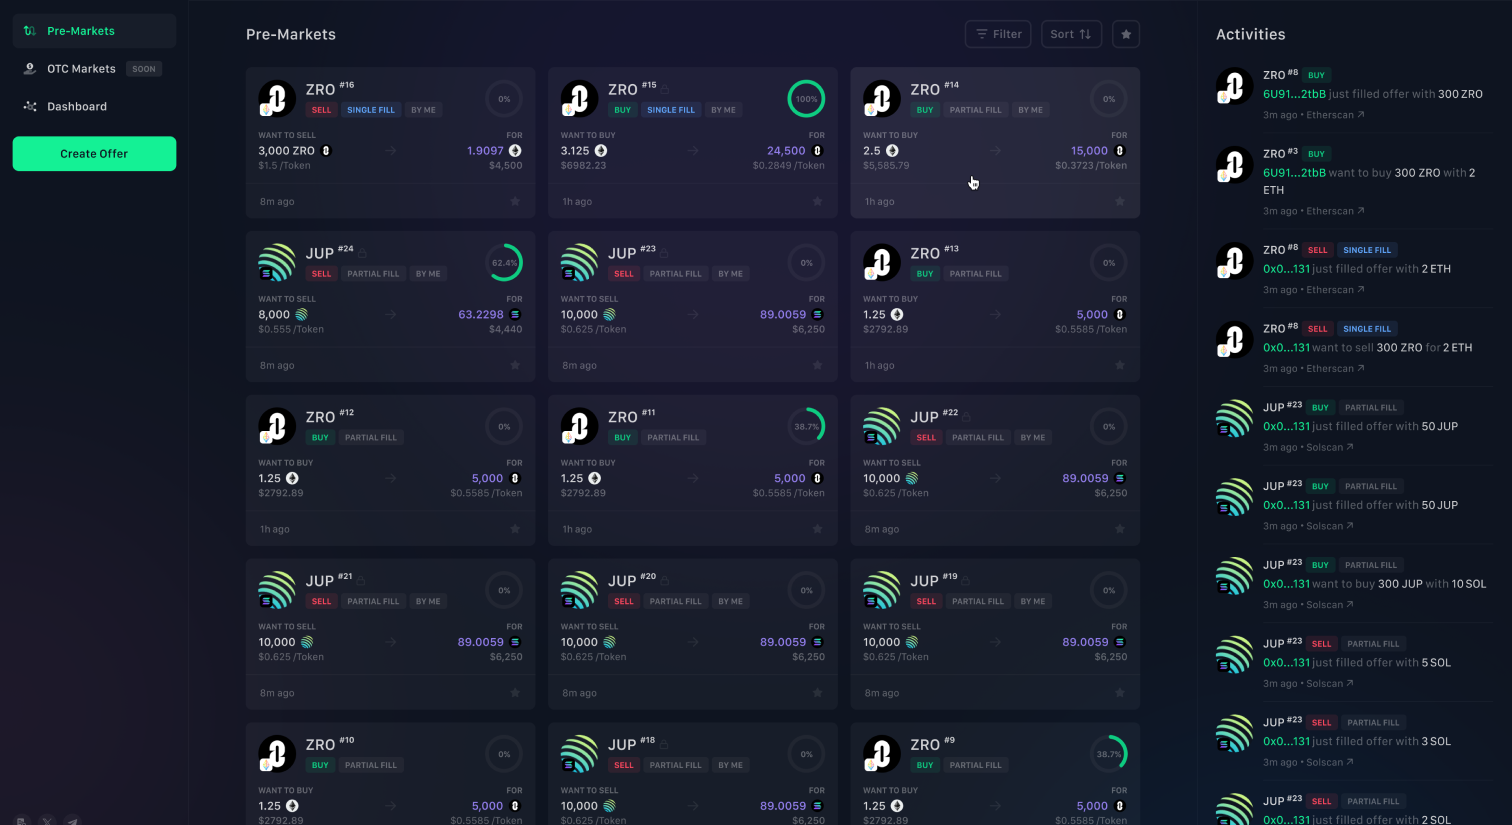 Pre-Markets
OTC Markets SOON
Dashboard
Create Offer
Pre-Markets
Filter
Sort
ZRO #16
SELL SINGLE FILL BY ME
0%
WANT TO SELL FOR
3,000 ZRO 1.9097
$1.5 /Token $4,500
8m ago
ZRO #15
BUY SINGLE FILL BY ME
100%
WANT TO BUY FOR
3.125 24,500
$6982.23 $0.2849 /Token
1h ago
ZRO #14
BUY PARTIAL FILL BY ME
0%
WANT TO BUY FOR
2.5 15,000
$5,585.79 $0.3723 /Token
1h ago
JUP #24
SELL PARTIAL FILL BY ME
62.4%
WANT TO SELL FOR
8,000 63.2298
$0.555 /Token $4,440
8m ago
JUP #23
SELL PARTIAL FILL BY ME
0%
WANT TO SELL FOR
10,000 89.0059
$0.625 /Token $6,250
8m ago
ZRO #13
BUY PARTIAL FILL
0%
WANT TO BUY FOR
1.25 5,000
$2792.89 $0.5585 /Token
1h ago
ZRO #12
BUY PARTIAL FILL
0%
WANT TO BUY FOR
1.25 5,000
$2792.89 $0.5585 /Token
1h ago
ZRO #11
BUY PARTIAL FILL
38.7%
WANT TO BUY FOR
1.25 5,000
$2792.89 $0.5585 /Token
1h ago
JUP #22
SELL PARTIAL FILL BY ME
0%
WANT TO SELL FOR
10,000 89.0059
$0.625 /Token $6,250
8m ago
JUP #21
SELL PARTIAL FILL BY ME
0%
WANT TO SELL FOR
10,000 89.0059
$0.625 /Token $6,250
8m ago
JUP #20
SELL PARTIAL FILL BY ME
0%
WANT TO SELL FOR
10,000 89.0059
$0.625 /Token $6,250
8m ago
JUP #19
SELL PARTIAL FILL BY ME
0%
WANT TO SELL FOR
10,000 89.0059
$0.625 /Token $6,250
8m ago
ZRO #10
BUY PARTIAL FILL
0%
WANT TO BUY FOR
1.25 5,000
$2792.89 $0.5585 /Token
JUP #18
SELL PARTIAL FILL BY ME
0%
WANT TO SELL FOR
10,000 89.0059
$0.625 /Token $6,250
ZRO #9
BUY PARTIAL FILL
38.7%
WANT TO BUY FOR
1.25 5,000
$2792.89 $0.5585 /Token
Activities
ZRO #8 BUY
6U91...2tbB just filled offer with 300 ZRO
3m ago • Etherscan
ZRO #3 BUY
6U91...2tbB want to buy 300 ZRO with 2
ETH
3m ago • Etherscan
ZRO #8 SELL SINGLE FILL
0x0...131 just filled offer with 2 ETH
3m ago • Etherscan
ZRO #8 SELL SINGLE FILL
0x0...131 want to sell 300 ZRO for 2 ETH
3m ago • Etherscan
JUP #23 BUY PARTIAL FILL
0x0...131 just filled offer with 50 JUP
3m ago • Solscan
JUP #23 BUY PARTIAL FILL
0x0...131 just filled offer with 50 JUP
3m ago • Solscan
JUP #23 BUY PARTIAL FILL
0x0...131 want to buy 300 JUP with 10 SOL
3m ago • Solscan
JUP #23 SELL PARTIAL FILL
0x0...131 just filled offer with 5 SOL
3m ago • Solscan
JUP #23 SELL PARTIAL FILL
0x0...131 just filled offer with 3 SOL
3m ago • Solscan
JUP #23 SELL PARTIAL FILL
0x0...131 just filled offer with 2 SOL